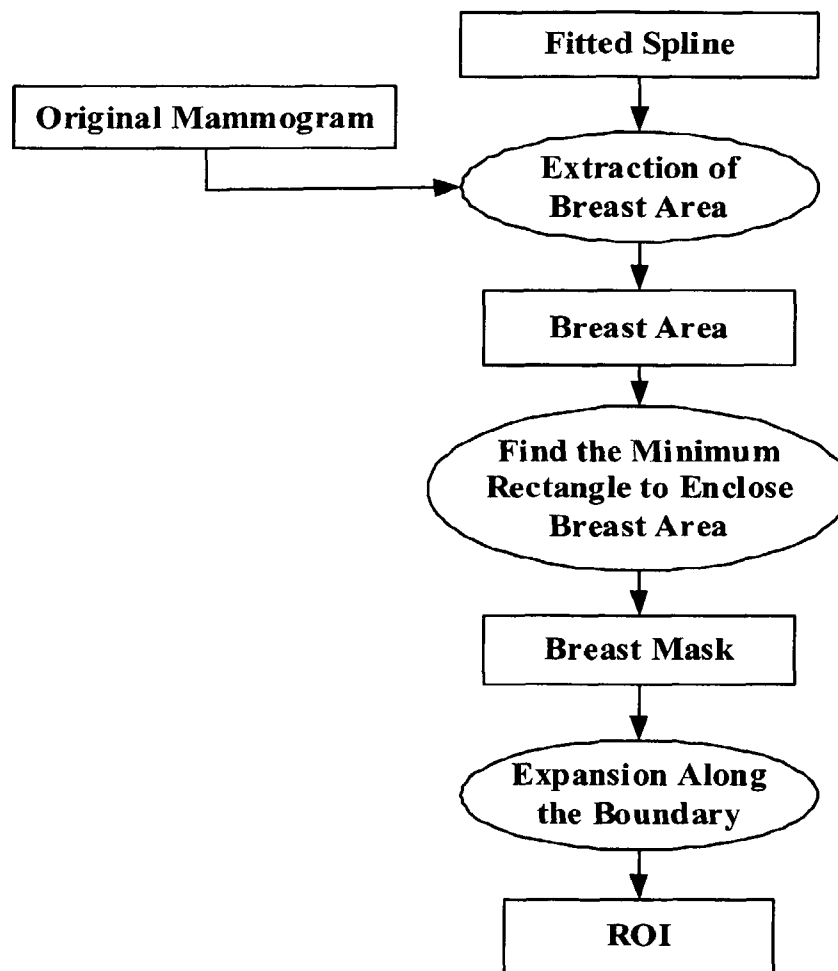 Fitted Spline
Original Mammogram
Extraction of
Breast Area
Breast Area
Find the Minimum
Rectangle to Enclose
Breast Area
Breast Mask
Expansion Along
the Boundary
ROI